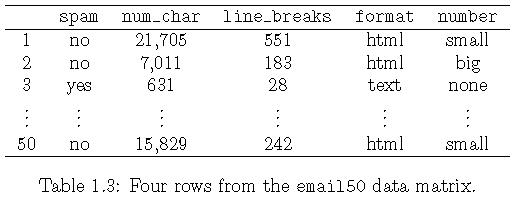 spam num_char line_breaks format number
1 no 21,705 551 html small
2 no 7,011 183 html big
3 yes 631 28 text none
⋮ ⋮ ⋮ ⋮ ⋮ ⋮
50 no 15,829 242 html small
Table 1.3: Four rows from the email50 data matrix.